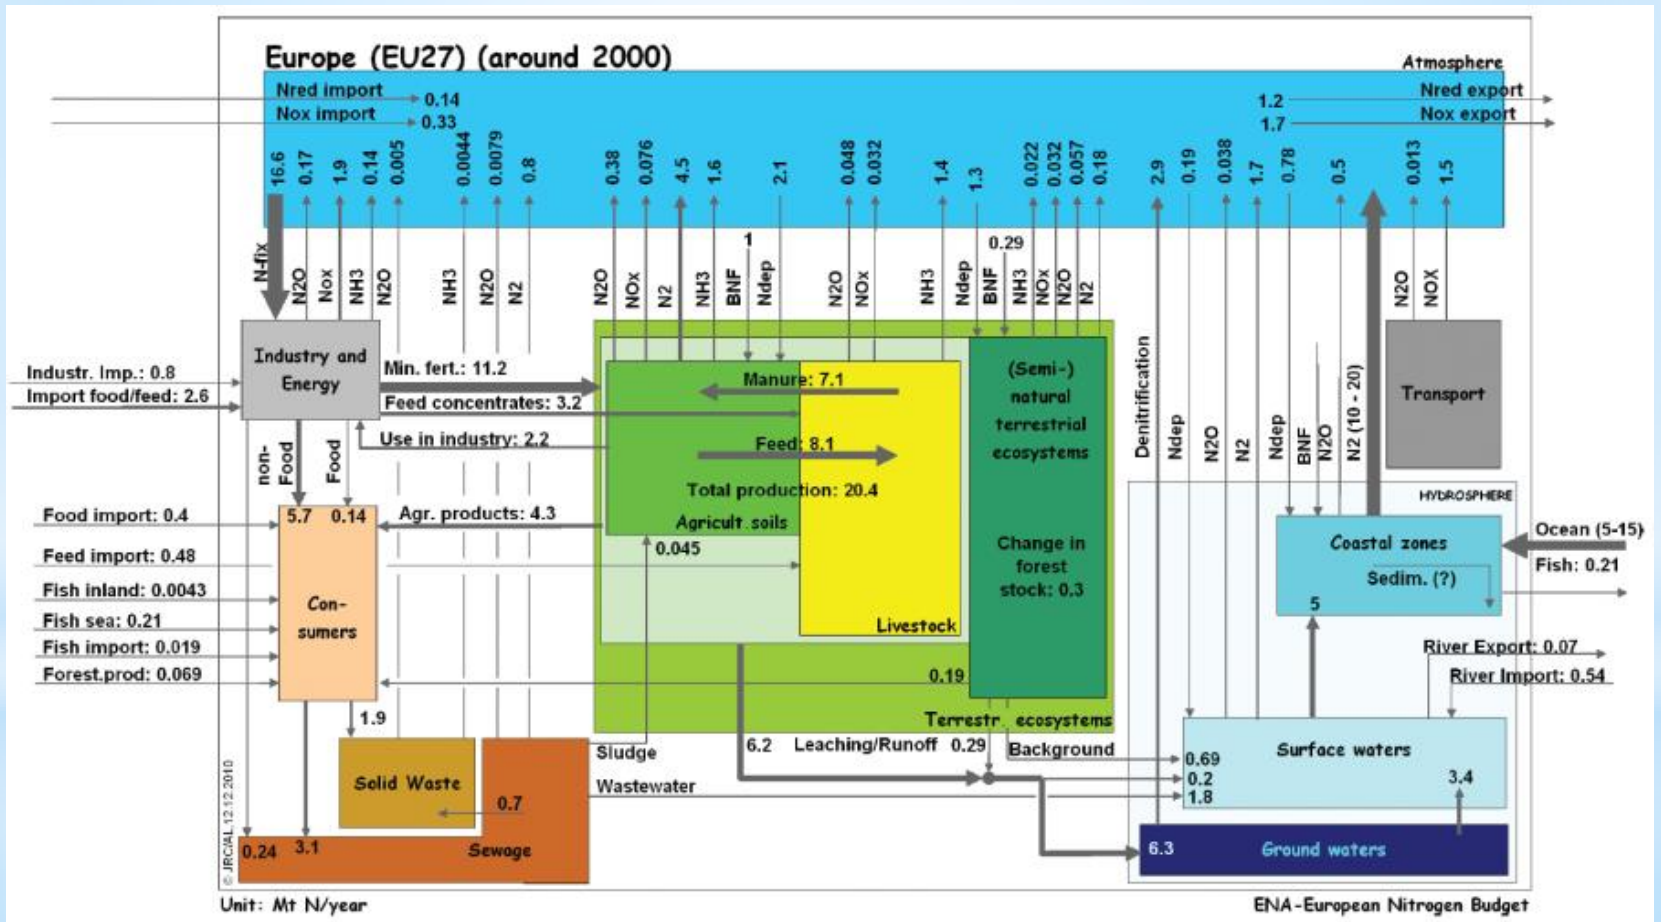 Europe (EU27) (around 2000)
Atmosphere
Nred import
0.14
1.2
Nred export
Nox import
0.33
1.7
Nox export
16.6
0.17
1.9
0.14
0.005
0.0044
0.0079
0.8
0.38
0.076
4.5
1.6
2.1
0.048
0.032
1.4
1.3
0.022
0.032
0.057
0.18
2.9
0.19
0.038
1.7
0.78
0.5
0.013
1.5
1
0.29
N-fix
N2O
Nox
NH3
N2O
NH3
N2O
N2
N2O
NOx
N2
NH3
BNF
Ndep
N2O
NOx
NH3
Ndep
BNF
NH3
NOx
N2O
N2
Denitrification
Ndep
N2O
N2
Ndep
BNF
N2O
N2 (10 - 20)
N2O
NOX
Industry and
Energy
Industr. Imp.: 0.8
Import food/feed: 2.6
Min. fert.: 11.2
Feed concentrates: 3.2
Use in industry: 2.2
Manure: 7.1
Feed: 8.1
Total production: 20.4
Agricult. soils
(Semi-)
natural
terrestrial
ecosystems
Transport
non-
Food
Food
5.7
0.14
Agr. products: 4.3
0.045
Food import: 0.4
Feed import: 0.48
Fish inland: 0.0043
Fish sea: 0.21
Fish import: 0.019
Forest.prod: 0.069
Con-
sumers
Livestock
Change in
forest
stock: 0.3
0.19
Terrestr. ecosystems
HYDROSPHERE
Coastal zones
Sedim. (?)
5
Ocean (5-15)
Fish: 0.21
River Export: 0.07
River Import: 0.54
1.9
Solid Waste
0.7
Sludge
Wastewater
6.2
Leaching/Runoff
0.29
Background
0.69
0.2
1.8
Surface waters
3.4
0.24
3.1
Sewage
6.3
Ground waters
© JRC/AL 12.12.2010
Unit: Mt N/year
ENA-European Nitrogen Budget